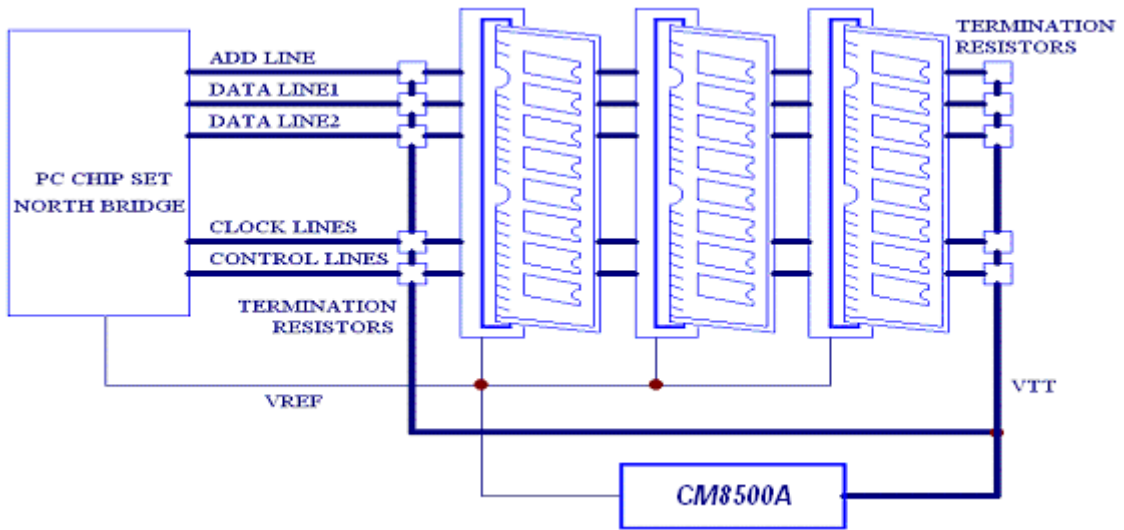 TERMINATION
RESISTORS
ADD LINE
DATA LINE1
DATA LINE2
PC CHIP SET
NORTH BRIDGE
CLOCK LINES
CONTROL LINES
TERMINATION
RESISTORS
VREF
VTT
CM8500A